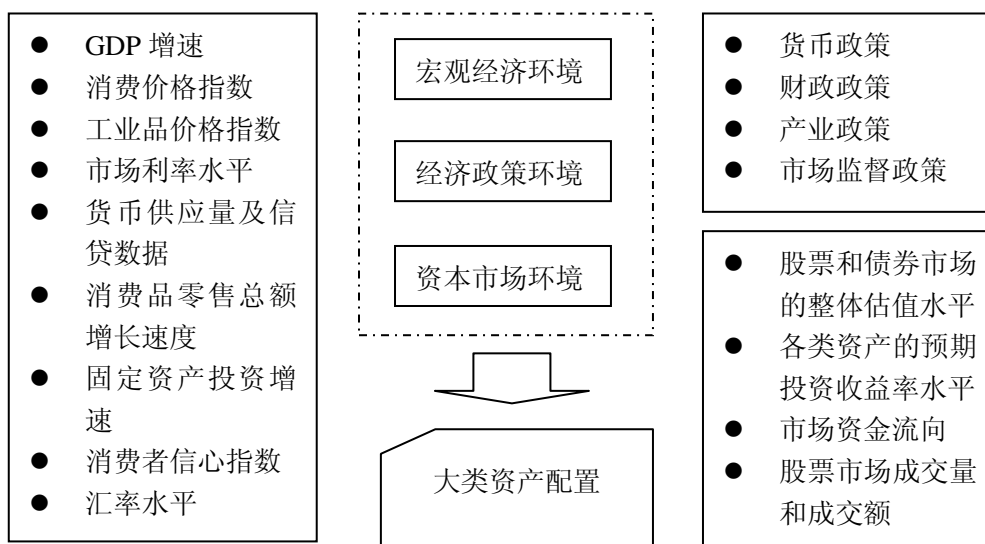 ● GDP 增速
● 消费价格指数
● 工业品价格指数
● 市场利率水平
● 货币供应量及信
贷数据
● 消费品零售总额
增长速度
● 固定资产投资增
速
● 消费者信心指数
● 汇率水平
宏观经济环境
经济政策环境
资本市场环境
大类资产配置
● 货币政策
● 财政政策
● 产业政策
● 市场监督政策
● 股票和债券市场
的整体估值水平
● 各类资产的预期
投资收益率水平
● 市场资金流向
● 股票市场成交量
和成交额